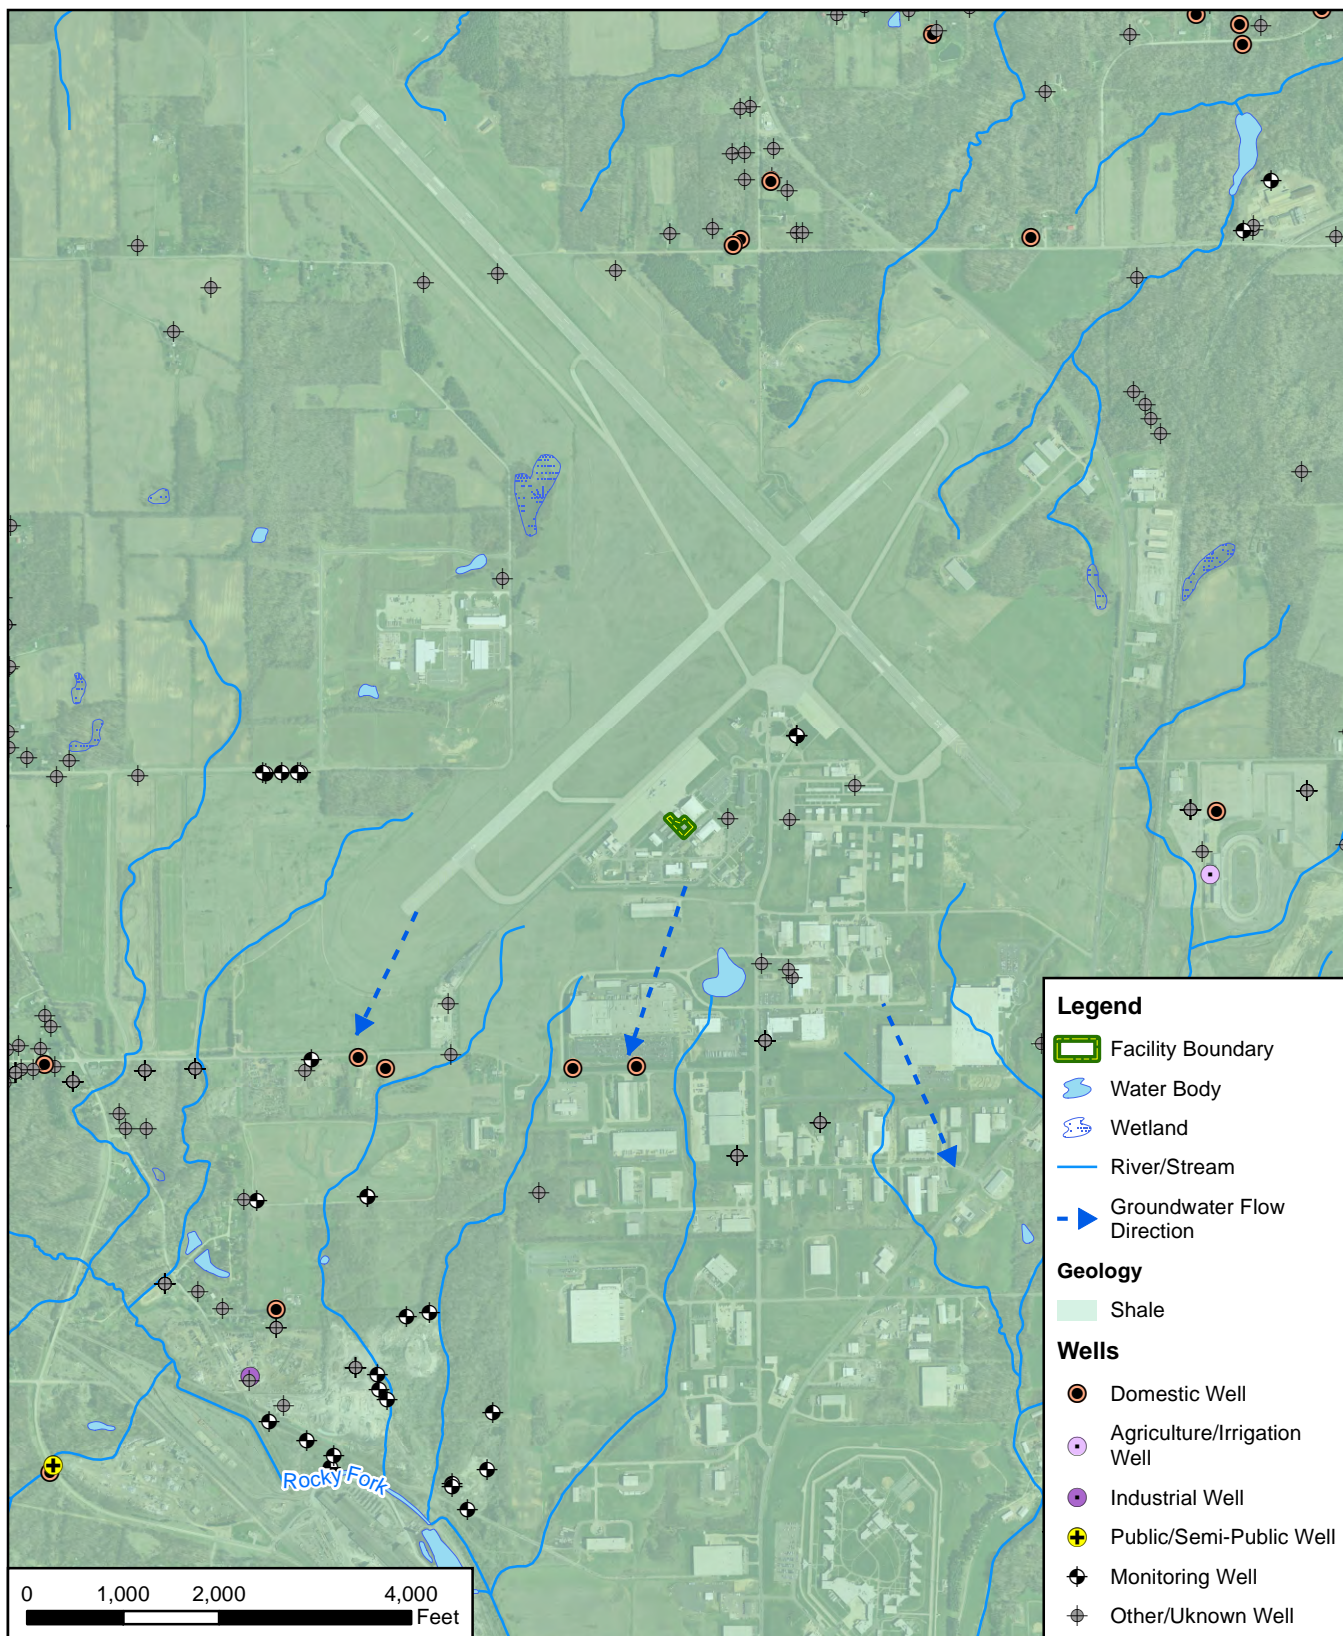 Legend
Facility Boundary
Water Body
Wetland
River/Stream
Groundwater Flow
Direction
Geology
Shale
Wells
Domestic Well
Agriculture/Irrigation
Well
Industrial Well
Public/Semi-Public Well
Monitoring Well
Other/Uknown Well
Rocky Fork
0 1,000 2,000 4,000
Feet